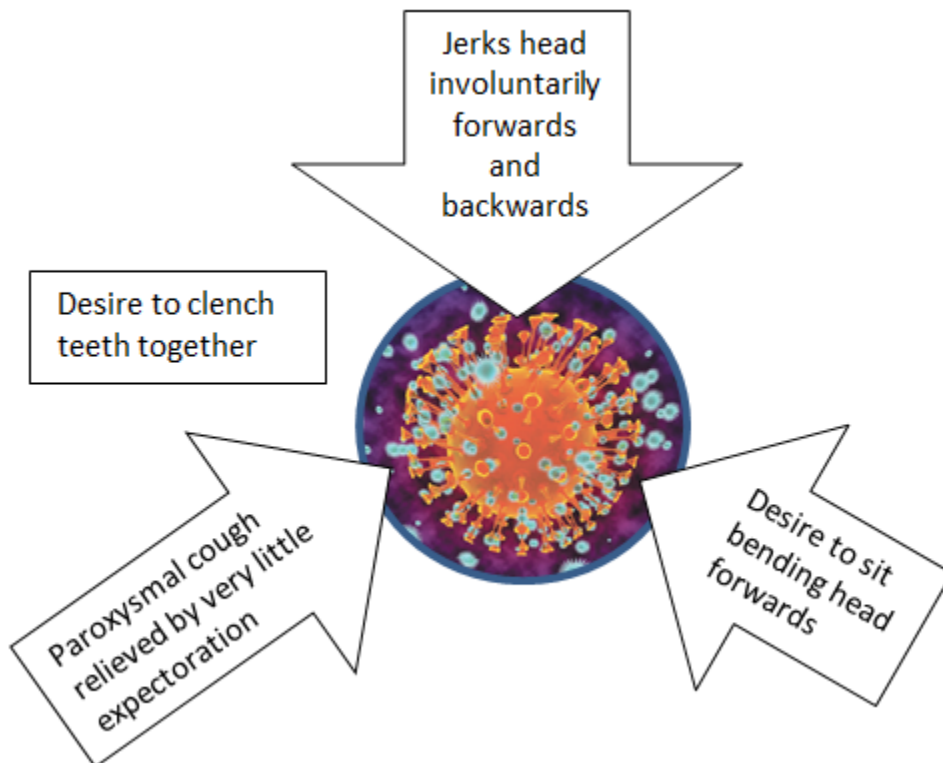 Jerks head
involuntarily
forwards
and
backwards
Desire to clench
teeth together
Paroxysmal cough
relieved by very little
expectoration
Desire to sit
bending head
forwards